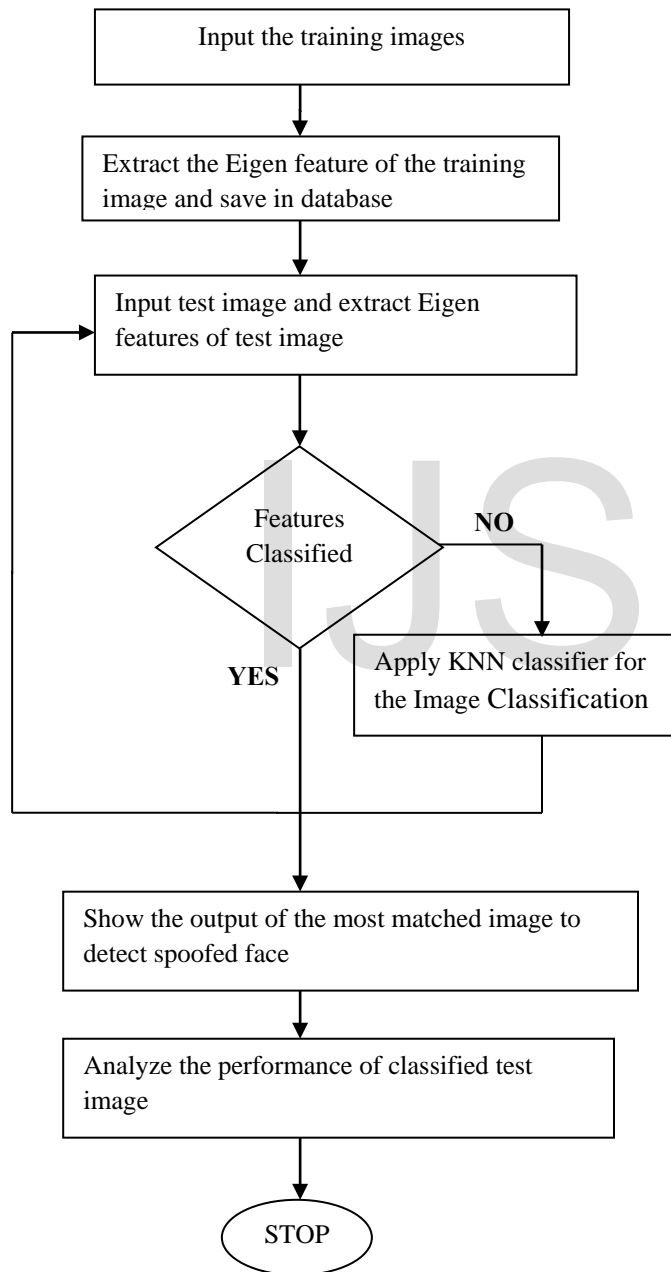 Input the training images
Extract the Eigen feature of the training
image and save in database
Input test image and extract Eigen
features of test image
Features
Classified
NO
IJS
Apply KNN classifier for
the Image Classification
YES
Show the output of the most matched image to
detect spoofed face
Analyze the performance of classified test
image
STOP